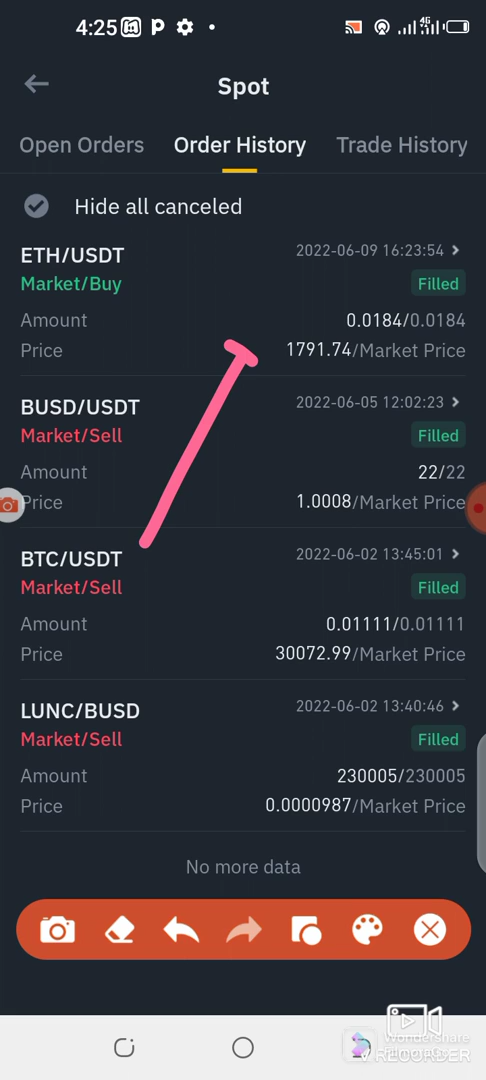 4:25
4G
Spot
Open Orders Order History Trade History
Hide all canceled
ETH/USDT 2022-06-09 16:23:54
Market/Buy Filled
Amount 0.0184/0.0184
Price 1791.74/Market Price
BUSD/USDT 2022-06-05 12:02:23
Market/Sell Filled
Amount 22/22
Price 1.0008/Market Price
BTC/USDT 2022-06-02 13:45:01
Market/Sell Filled
Amount 0.01111/0.01111
Price 30072.99/Market Price
LUNC/BUSD 2022-06-02 13:40:46
Market/Sell Filled
Amount 230005/230005
Price 0.0000987/Market Price
No more data
Wondershare
RECORDER